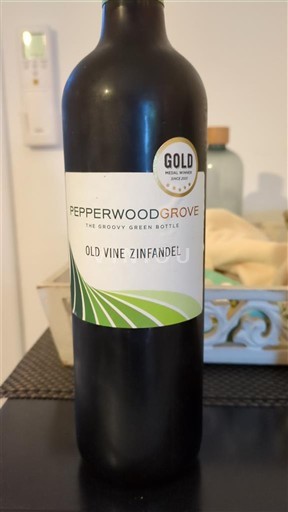 GOLD
MEDAL WINNER
PEPPERWOODGROVE
THE GROOVY GREEN BOTTLE
OLD VINE ZINFANDEL